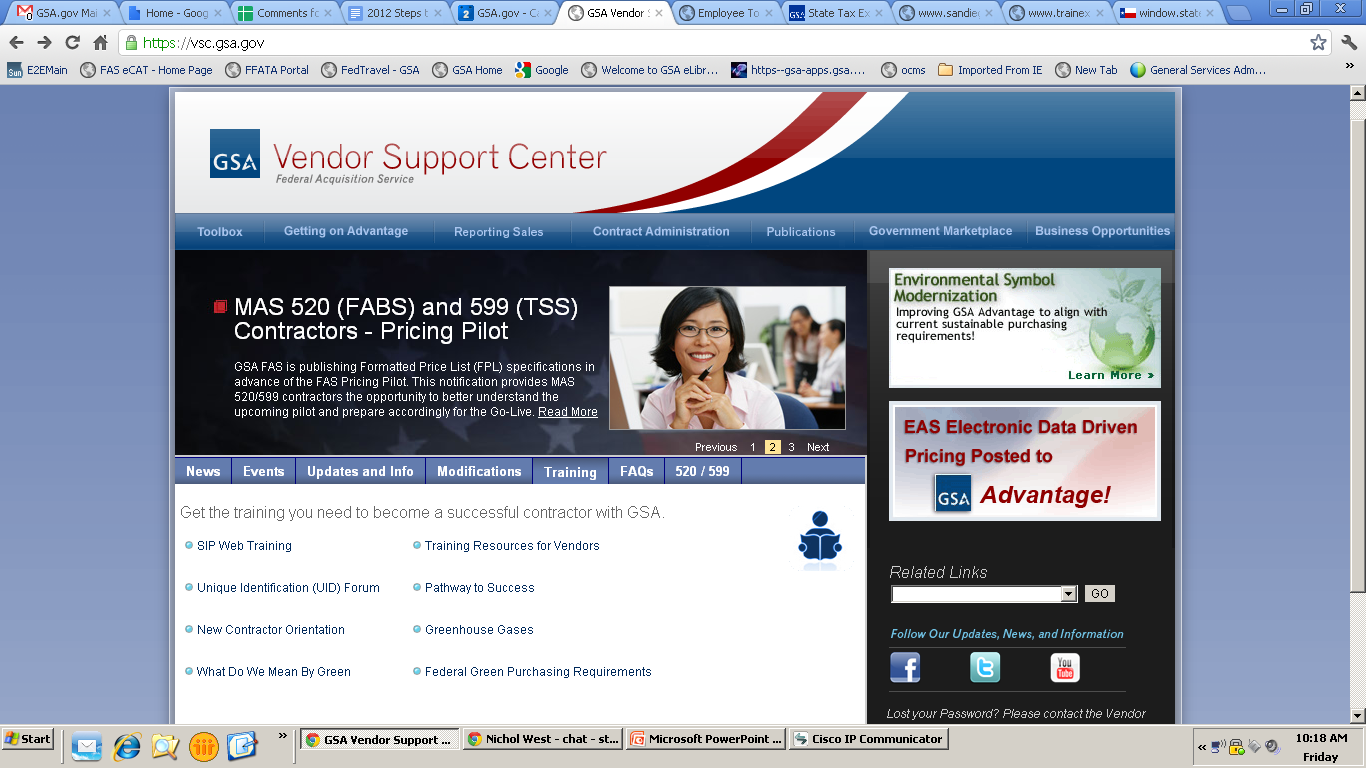 GSA.gov Mai
Home - Goog
Comments fo
2012 Steps t
GSA.gov - C
GSA Vendor S
Employee To
State Tax Ex
www.sandie
www.trainex
window.state
https://vsc.gsa.gov
E2EMain
FAS eCAT - Home Page
FFATA Portal
FedTravel - GSA
GSA Home
Google
Welcome to GSA eLibr...
https--gsa-apps.gsa....
ocms
Imported From IE
New Tab
General Services Adm...
GSA
Vendor Support Center
Federal Acquisition Service
Toolbox
Getting on Advantage
Reporting Sales
Contract Administration
Publications
Government Marketplace
Business Opportunities
MAS 520 (FABS) and 599 (TSS)
Contractors - Pricing Pilot
GSA FAS is publishing Formatted Price List (FPL) specifications in
advance of the FAS Pricing Pilot. This notification provides MAS
520/599 contractors the opportunity to better understand the
upcoming pilot and prepare accordingly for the Go-Live. Read More
Previous 1 2 3 Next
Environmental Symbol
Modernization
Improving GSA Advantage to align with
current sustainable purchasing
requirements!
Learn More »
EAS Electronic Data Driven
Pricing Posted to
GSA Advantage!
News
Events
Updates and Info
Modifications
Training
FAQs
520 / 599
Get the training you need to become a successful contractor with GSA.
SIP Web Training
Training Resources for Vendors
Unique Identification (UID) Forum
Pathway to Success
New Contractor Orientation
Greenhouse Gases
What Do We Mean By Green
Federal Green Purchasing Requirements
Related Links
GO
Follow Our Updates, News, and Information
You
Tube
Lost your Password? Please contact the Vendor
Start
GSA Vendor Support ...
Nichol West - chat - st...
Microsoft PowerPoint ...
Cisco IP Communicator
10:18 AM
Friday